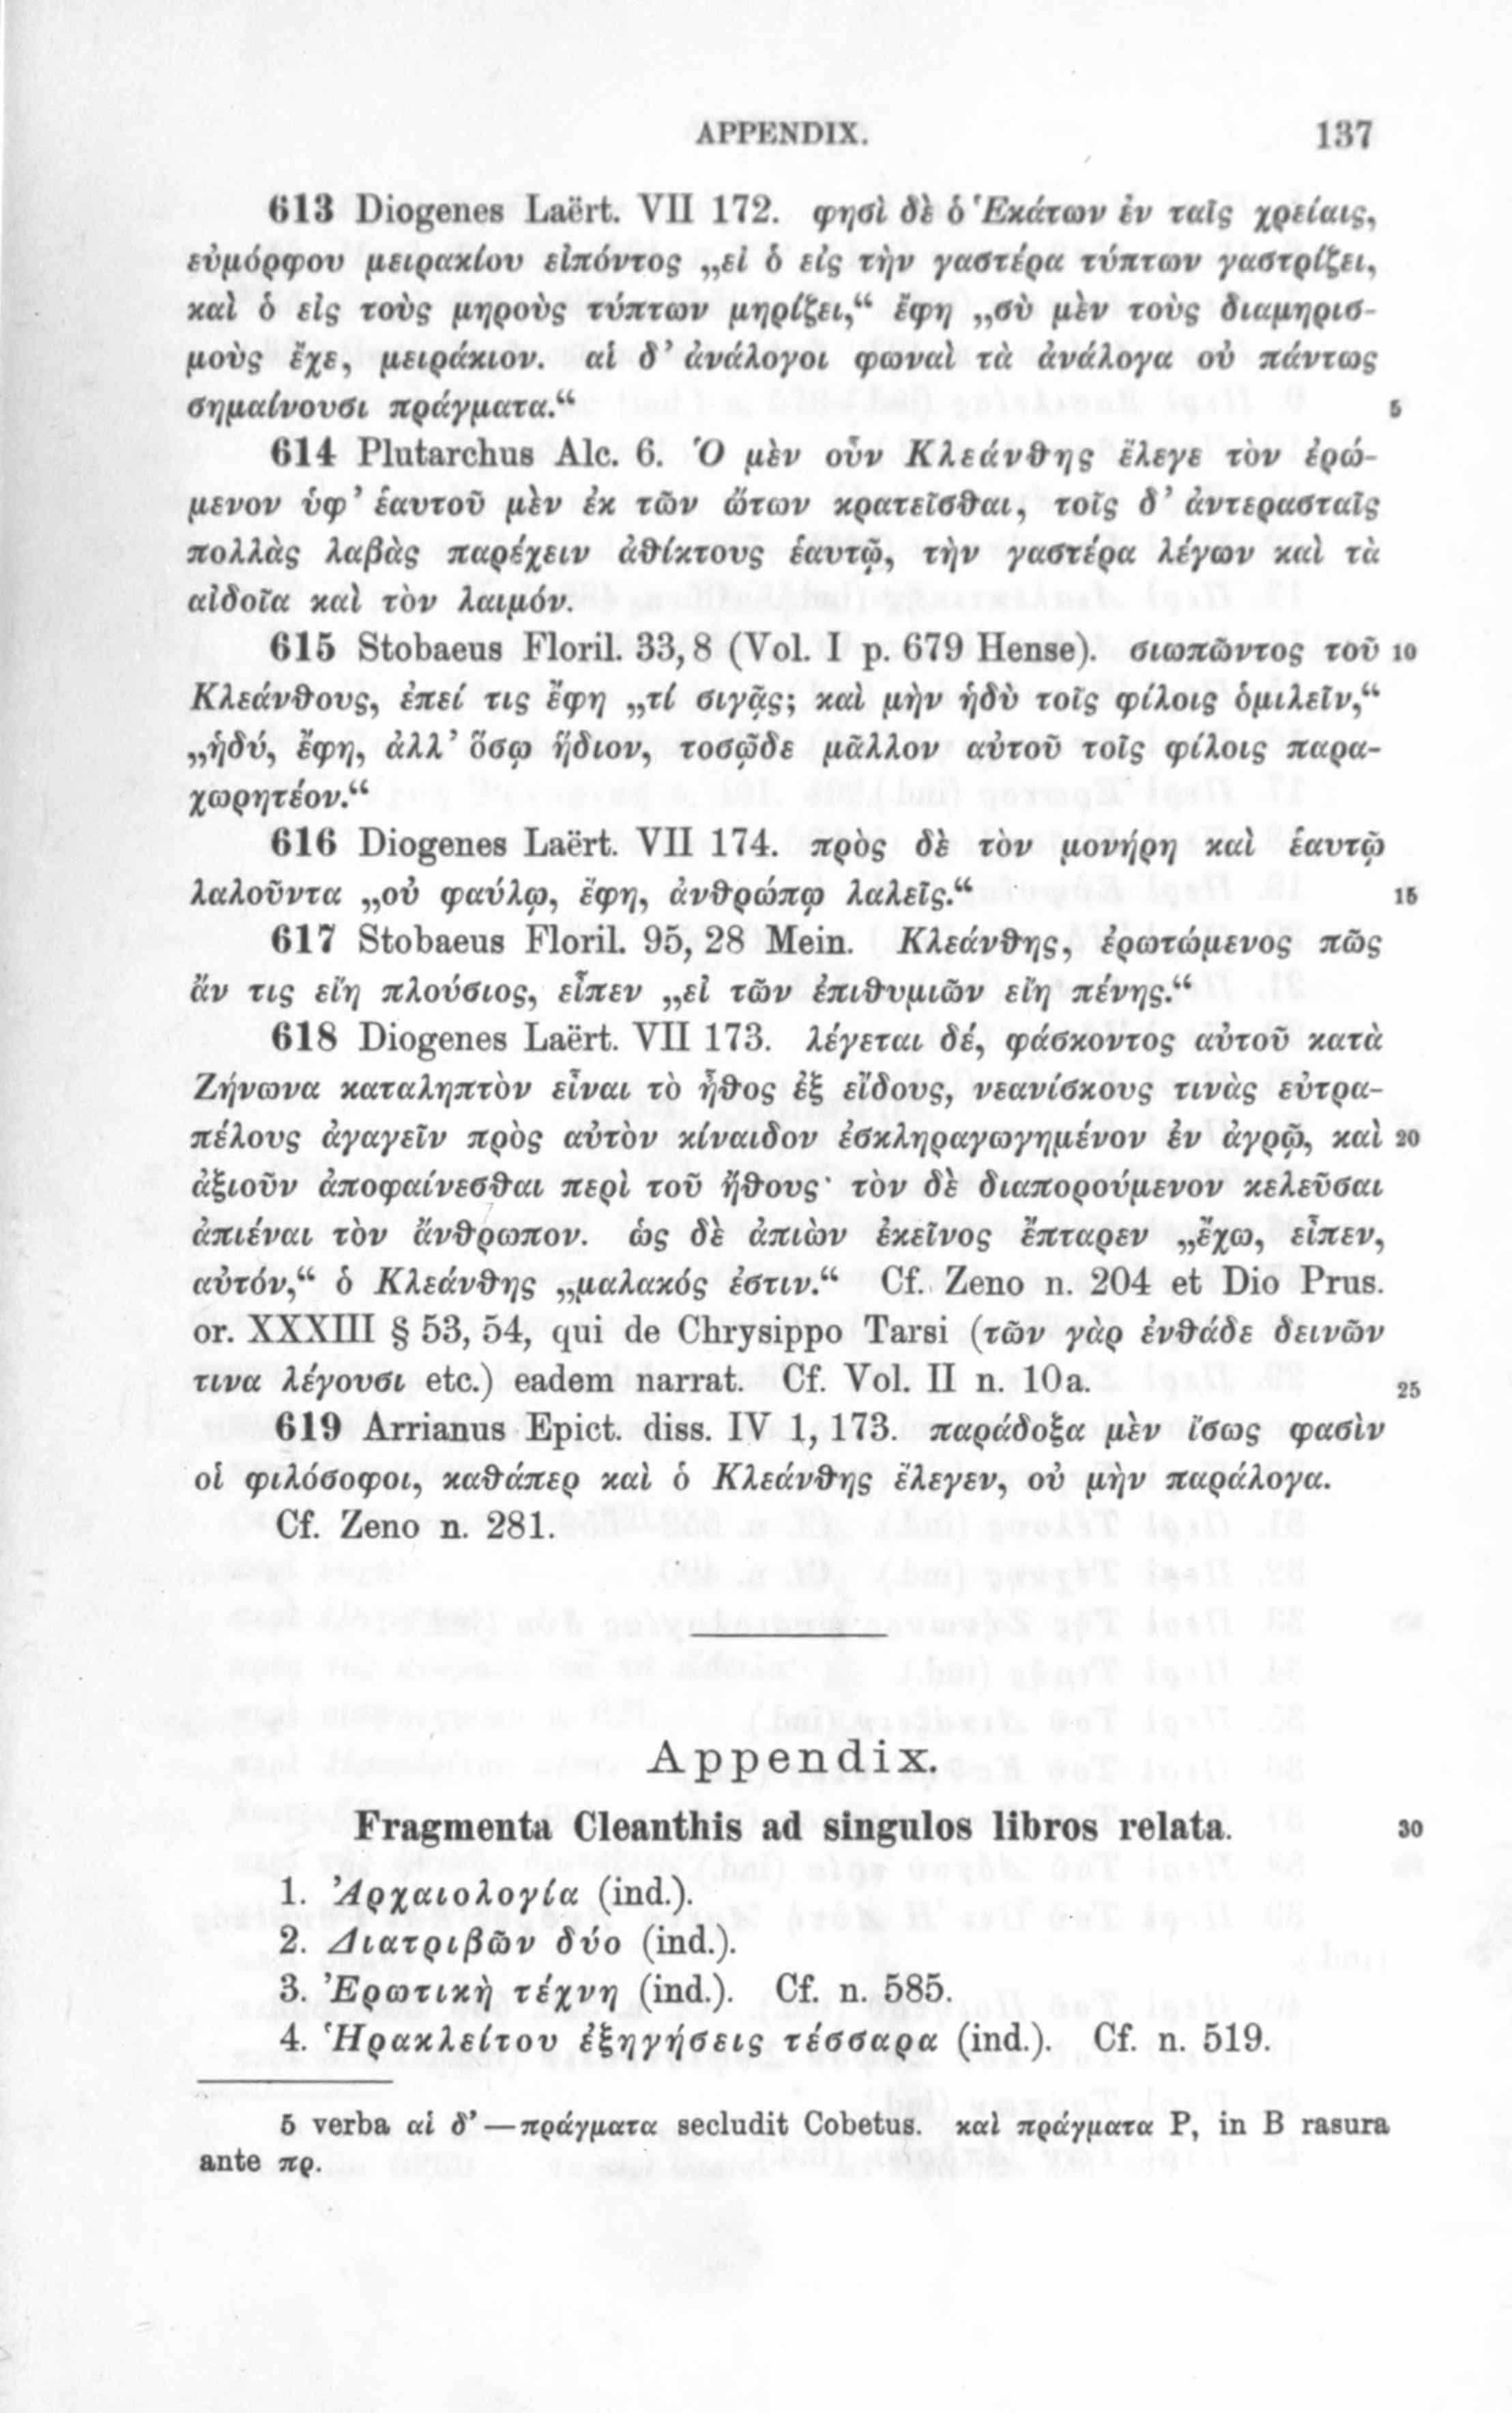 APPENDIX. 137
613 Diogenes Laërt. VII 172. φησὶ δὲ ὁ Ἑκάτων ἐν ταῖς χρείαις,
εὐμόρφου μειρακίου εἰπόντος „εἰ ὁ εἰς τὴν γαστέρα τύπτων γαστρίζει,
καὶ ὁ εἰς τοὺς μηροὺς τύπτων μηρίζει,“ ἔφη „σὺ μὲν τοὺς διαμηρισ-
μοὺς ἔχε, μειράκιον. αἱ δ’ ἀνάλογοι φωναὶ τὰ ἀνάλογα οὐ πάντως
σημαίνουσι πράγματα.“ 5
614 Plutarchus Alc. 6. Ὁ μὲν οὖν Κλεάνθης ἔλεγε τὸν ἐρώ-
μενον ὑφ’ ἑαυτοῦ μὲν ἐκ τῶν ὤτων κρατεῖσθαι, τοῖς δ’ ἀντερασταῖς
πολλὰς λαβὰς παρέχειν ἀθίκτους ἑαυτῷ, τὴν γαστέρα λέγων καὶ τὰ
αἰδοῖα καὶ τὸν λαιμόν.
615 Stobaeus Floril. 33, 8 (Vol. I p. 679 Hense). σιωπῶντος τοῦ 10
Κλεάνθους, ἐπεί τις ἔφη „τί σιγᾷς; καὶ μὴν ἡδὺ τοῖς φίλοις ὁμιλεῖν,“
„ἡδύ, ἔφη, ἀλλ’ ὅσῳ ἥδιον, τοσῷδε μᾶλλον αὐτοῦ τοῖς φίλοις παρα-
χωρητέον.“
616 Diogenes Laërt. VII 174. πρὸς δὲ τὸν μονήρη καὶ ἑαυτῷ
λαλοῦντα „οὐ φαύλῳ, ἔφη, ἀνθρώπῳ λαλεῖς.“ 15
617 Stobaeus Floril. 95, 28 Mein. Κλεάνθης, ἐρωτώμενος πῶς
ἄν τις εἴη πλούσιος, εἶπεν „εἰ τῶν ἐπιθυμιῶν εἴη πένης.“
618 Diogenes Laërt. VII 173. λέγεται δέ, φάσκοντος αὐτοῦ κατὰ
Ζήνωνα καταληπτὸν εἶναι τὸ ἦθος ἐξ εἴδους, νεανίσκους τινὰς εὐτρα-
πέλους ἀγαγεῖν πρὸς αὐτὸν κίναιδον ἐσκληραγωγημένον ἐν ἀγρῷ, καὶ 20
ἀξιοῦν ἀποφαίνεσθαι περὶ τοῦ ἤθους· τὸν δὲ διαπορούμενον κελεῦσαι
ἀπιέναι τὸν ἄνθρωπον. ὡς δὲ ἀπιὼν ἐκεῖνος ἔπταρεν „ἔχω, εἶπεν,
αὐτόν,“ ὁ Κλεάνθης „μαλακός ἐστιν.“ Cf. Zeno n. 204 et Dio Prus.
or. XXXIII § 53, 54, qui de Chrysippo Tarsi (τῶν γὰρ ἐνθάδε δεινῶν
τινα λέγουσι etc.) eadem narrat. Cf. Vol. II n. 10a. 25
619 Arrianus Epict. diss. IV 1, 173. παράδοξα μὲν ἴσως φασὶν
οἱ φιλόσοφοι, καθάπερ καὶ ὁ Κλεάνθης ἔλεγεν, οὐ μὴν παράλογα.
Cf. Zeno n. 281.
Appendix.
Fragmenta Cleanthis ad singulos libros relata. 30
1. Ἀρχαιολογία (ind.).
2. Διατριβῶν δύο (ind.).
3. Ἐρωτικὴ τέχνη (ind.). Cf. n. 585.
4. Ἡρακλείτου ἐξηγήσεις τέσσαρα (ind.). Cf. n. 519.
5 verba αἱ δ’—πράγματα secludit Cobetus. καὶ πράγματα P, in B rasura
ante πρ.